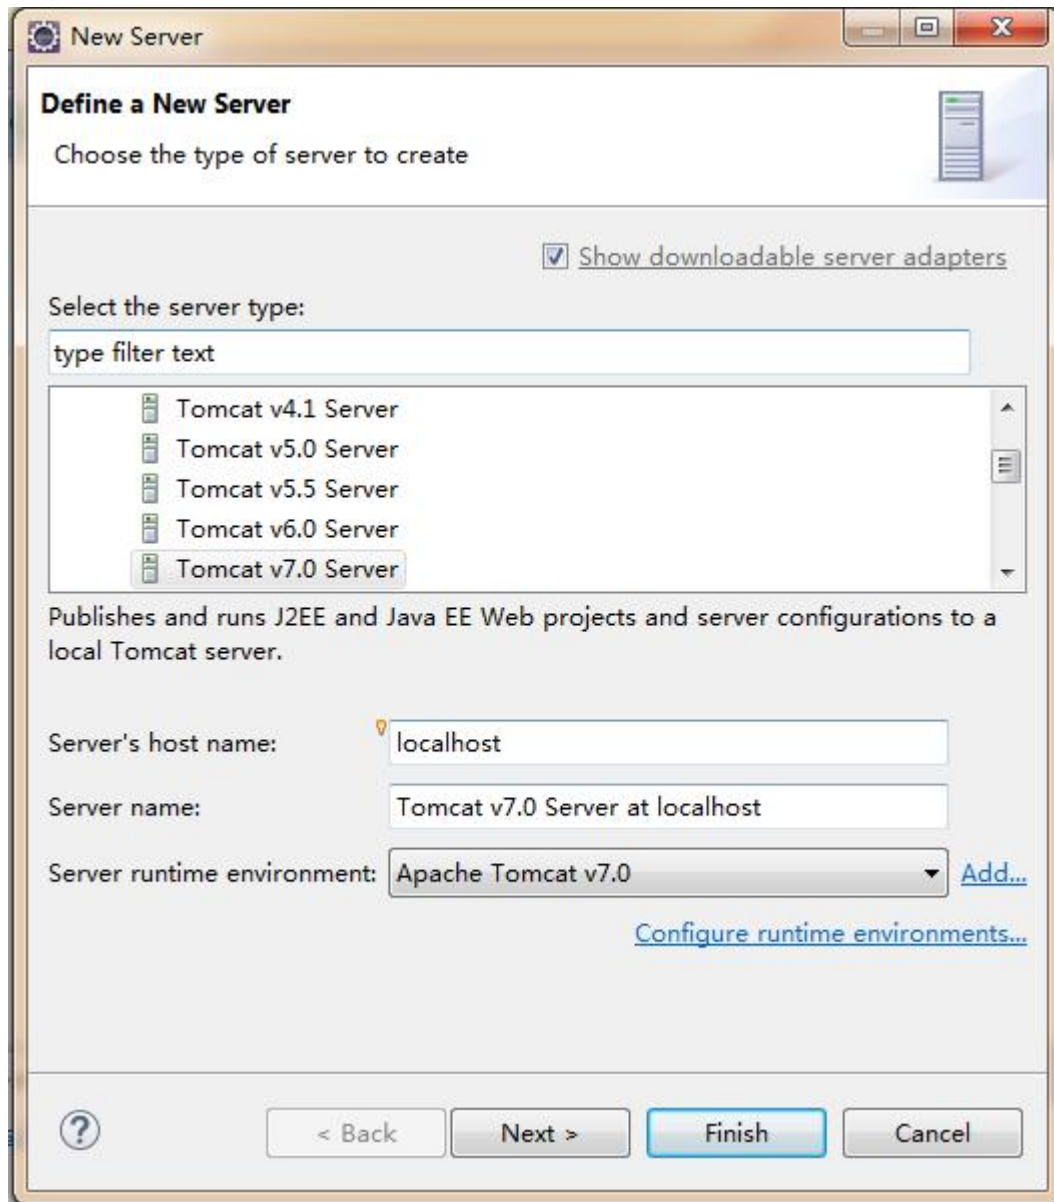 New Server
Define a New Server
Choose the type of server to create
Show downloadable server adapters
Select the server type:
type filter text
Tomcat v4.1 Server
Tomcat v5.0 Server
Tomcat v5.5 Server
Tomcat v6.0 Server
Tomcat v7.0 Server
Publishes and runs J2EE and Java EE Web projects and server configurations to a
local Tomcat server.
Server's host name: localhost
Server name: Tomcat v7.0 Server at localhost
Server runtime environment: Apache Tomcat v7.0 Add...
Configure runtime environments...
? < Back Next > Finish Cancel